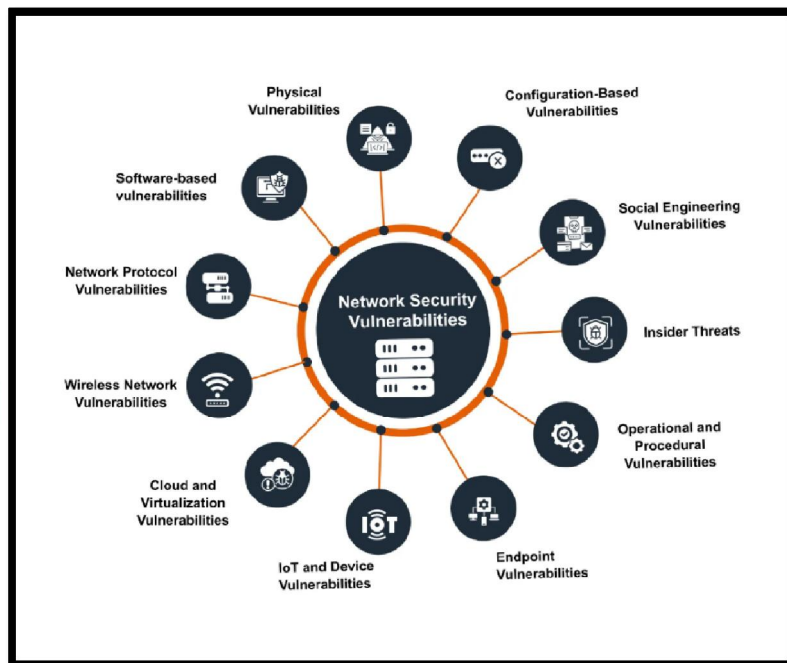 Physical
Vulnerabilities
Configuration-Based
Vulnerabilities
Software-based
vulnerabilities
Social Engineering
Vulnerabilities
Network Protocol
Vulnerabilities
Network Security
Vulnerabilities
Insider Threats
Wireless Network
Vulnerabilities
Operational and
Procedural
Vulnerabilities
Cloud and
Virtualization
Vulnerabilities
IOT
IoT and Device
Vulnerabilities
Endpoint
Vulnerabilities